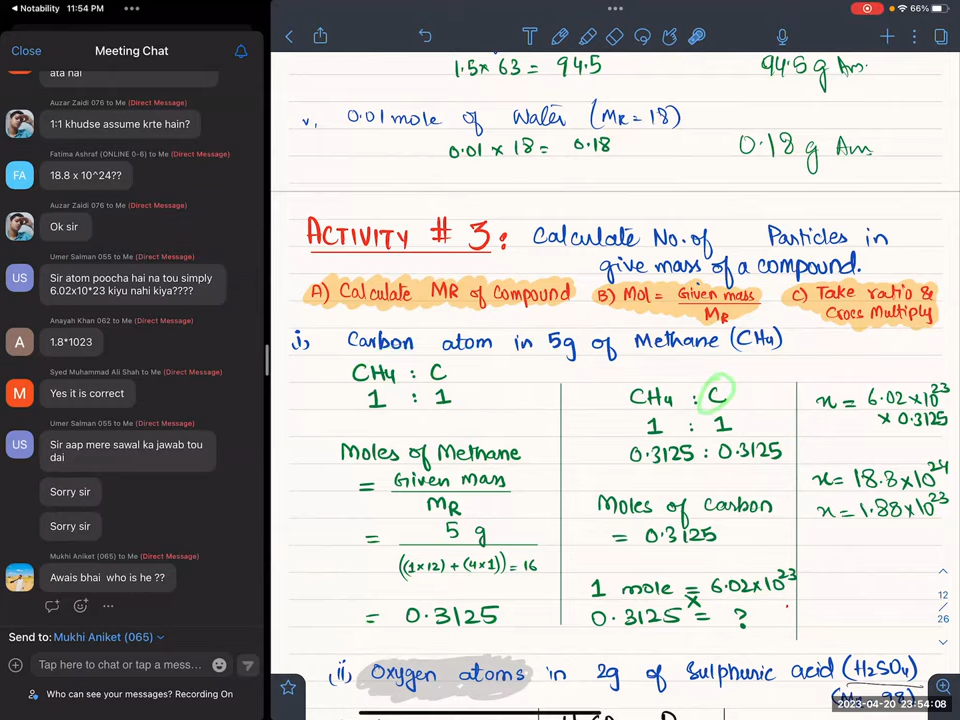 Notability 11:54 PM
66%
Close
Meeting Chat
ata hai
Auzar Zaidi 076 to Me (Direct Message)
1:1 khudse assume krte hain?
Fatima Ashraf (ONLINE 0-6) to Me (Direct Message)
FA
18.8 x 10^24??
Auzar Zaidi 076 to Me (Direct Message)
Ok sir
Umer Salman 055 to Me (Direct Message)
US
Sir atom poocha hai na tou simply
6.02x10*23 kiyu nahi kiya????
Anayah Khan 062 to Me (Direct Message)
A
1.8*1023
Syed Muhammad Ali Shah to Me (Direct Message)
M
Yes it is correct
Umer Salman 055 to Me (Direct Message)
US
Sir aap mere sawal ka jawab tou
dai
Sorry sir
Sorry sir
Mukhi Aniket (065) to Me (Direct Message)
Awais bhai who is he ??
Send to: Mukhi Aniket (065)
Tap here to chat or tap a mess...
Who can see your messages? Recording On
1.5 x 63 = 94.5
94.5 g Ans.
v. 0.01 mole of Water (MR = 18)
0.01 x 18 = 0.18
0.18 g Ans
ACTIVITY # 3: Calculate No. of Particles in
give mass of a compound.
A) Calculate MR of Compound
B) Mol = Given mass
MR
C) Take ratio &
Cross Multiply
i, Carbon atom in 5g of Methane (CH4)
CH4 : C
1 : 1
Moles of Methane
= Given Mass
MR
= 5 g
((1x12) + (4x1)) = 16
= 0.3125
CH4 : C
1 : 1
0.3125 : 0.3125
Moles of Carbon
= 0.3125
1 mole = 6.02x10²³
x
0.3125 = ?
x = 6.02x10²³
x 0.3125
x = 18.8x10²⁴
x = 1.88x10²³
12
/
26
(ii) Oxygen atoms in 2g of Sulphuric acid (H2SO4)
2023-04-20 23:54:08